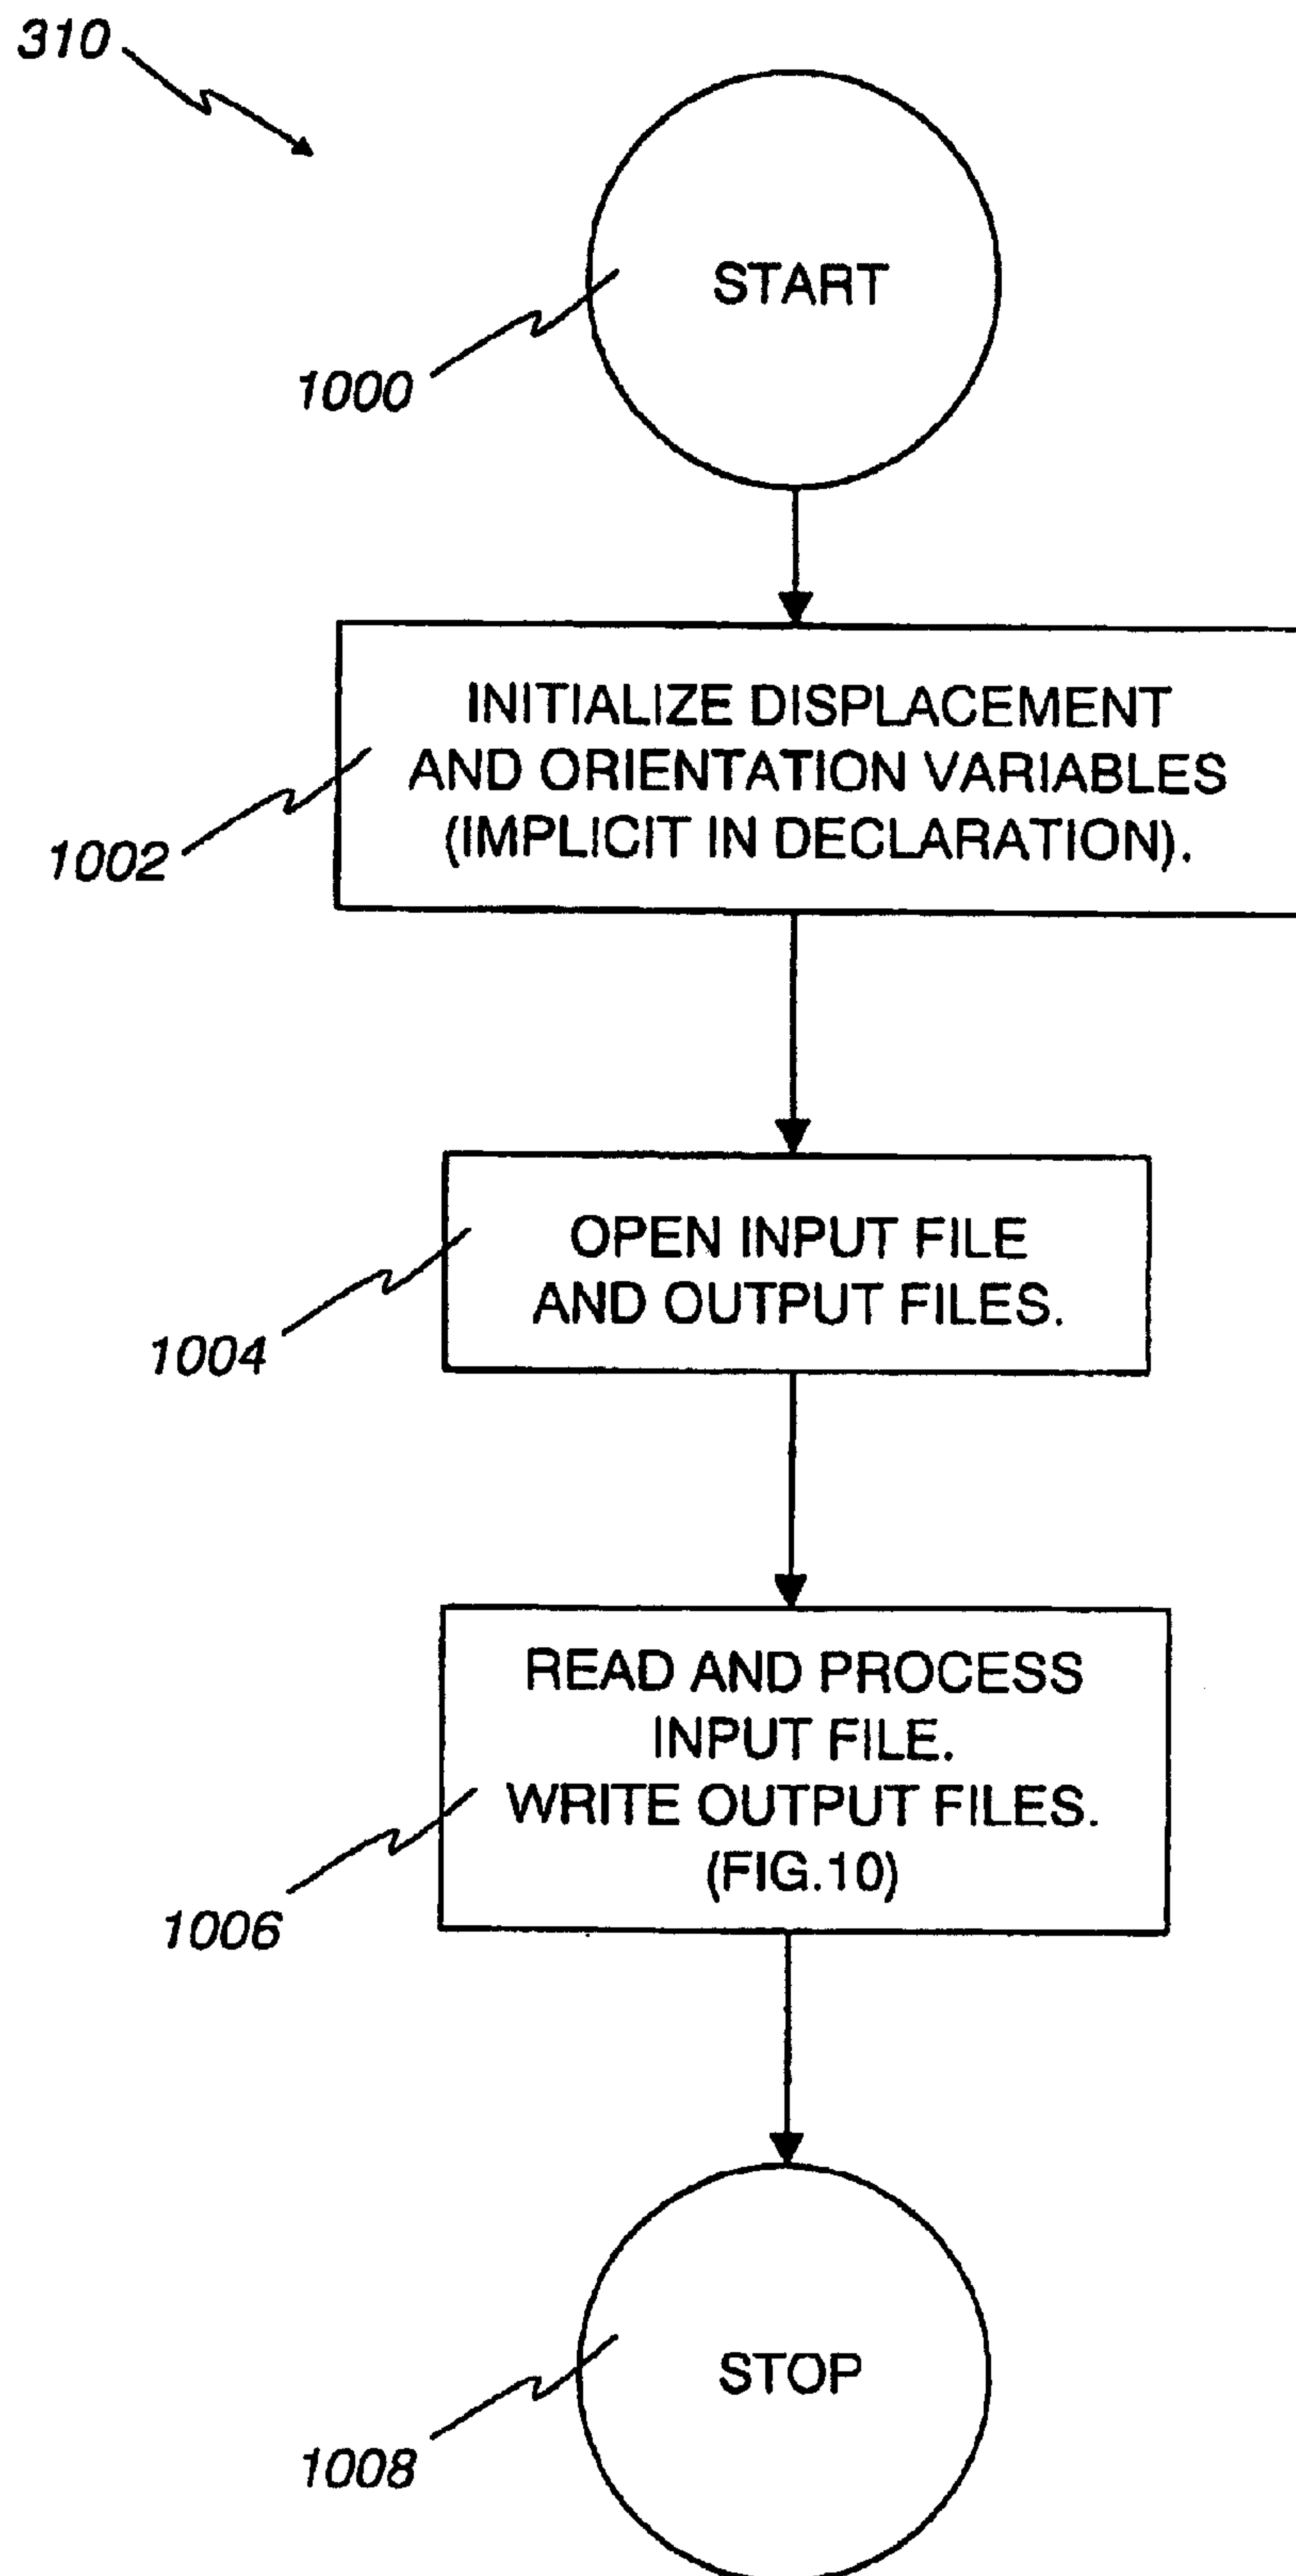 310
START
1000
INITIALIZE DISPLACEMENT
AND ORIENTATION VARIABLES
(IMPLICIT IN DECLARATION).
1002
OPEN INPUT FILE
AND OUTPUT FILES.
1004
READ AND PROCESS
INPUT FILE.
WRITE OUTPUT FILES.
(FIG.10)
1006
STOP
1008